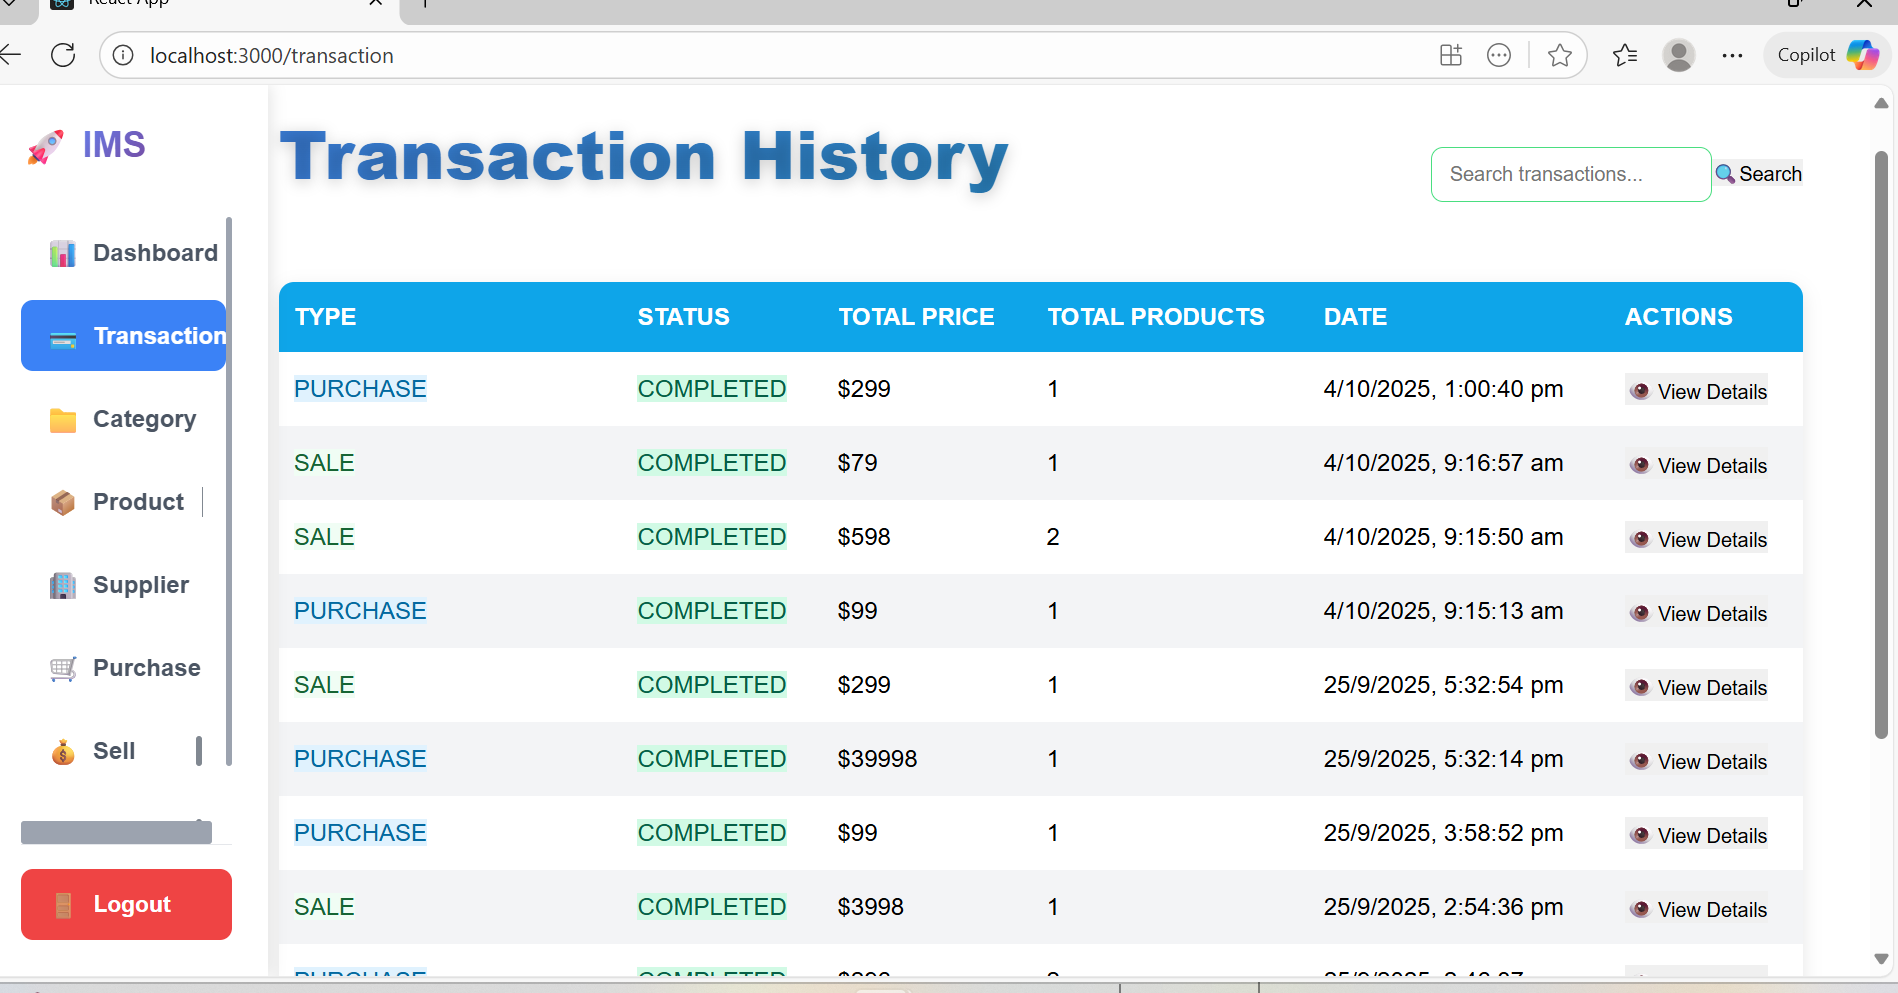 React App
localhost:3000/transaction
Copilot
IMS
Dashboard
Transaction
Category
Product
Supplier
Purchase
Sell
Logout
Transaction History
Search transactions...
Search
TYPE STATUS TOTAL PRICE TOTAL PRODUCTS DATE ACTIONS
PURCHASE COMPLETED $299 1 4/10/2025, 1:00:40 pm View Details
SALE COMPLETED $79 1 4/10/2025, 9:16:57 am View Details
SALE COMPLETED $598 2 4/10/2025, 9:15:50 am View Details
PURCHASE COMPLETED $99 1 4/10/2025, 9:15:13 am View Details
SALE COMPLETED $299 1 25/9/2025, 5:32:54 pm View Details
PURCHASE COMPLETED $39998 1 25/9/2025, 5:32:14 pm View Details
PURCHASE COMPLETED $99 1 25/9/2025, 3:58:52 pm View Details
SALE COMPLETED $3998 1 25/9/2025, 2:54:36 pm View Details
PURCHASE COMPLETED